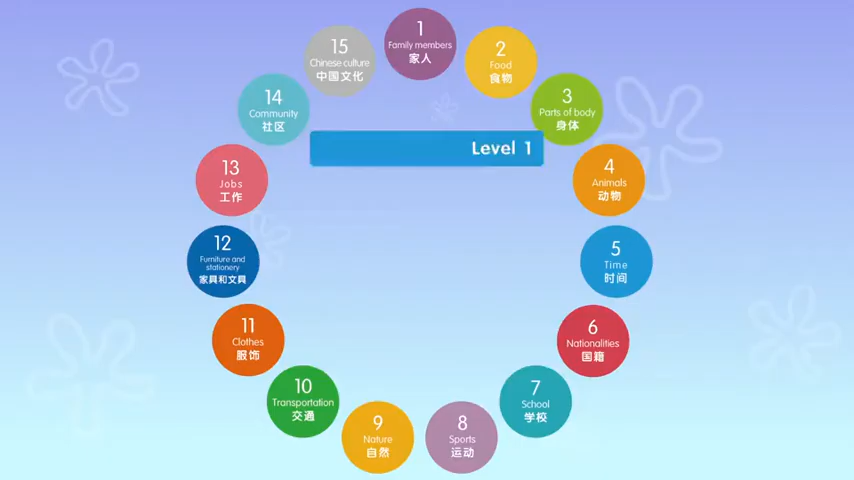 1
Family members
家人
2
Food
食物
3
Parts of body
身体
4
Animals
动物
5
Time
时间
6
Nationalities
国籍
7
School
学校
8
Sports
运动
9
Nature
自然
10
Transportation
交通
11
Clothes
服饰
12
Furniture and
stationery
家具和文具
13
Jobs
工作
14
Community
社区
15
Chinese culture
中国文化
Level 1